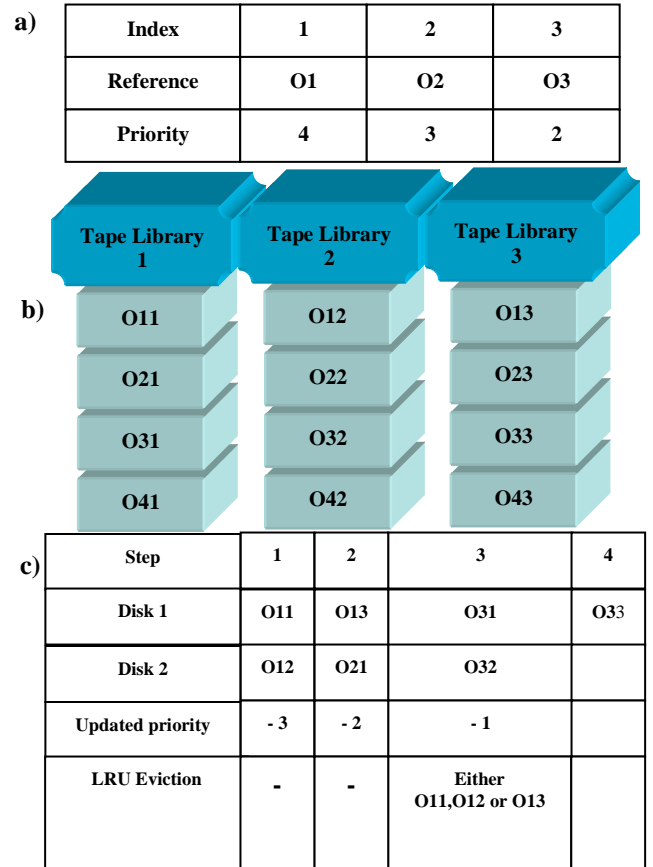 a)
Index 1 2 3
Reference O1 O2 O3
Priority 4 3 2
Tape Library 1
Tape Library 2
Tape Library 3
b)
O11 O12 O13
O21 O22 O23
O31 O32 O33
O41 O42 O43
c)
Step 1 2 3 4
Disk 1 O11 O13 O31 O33
Disk 2 O12 O21 O32
Updated priority - 3 - 2 - 1
LRU Eviction - - Either
O11,O12 or O13